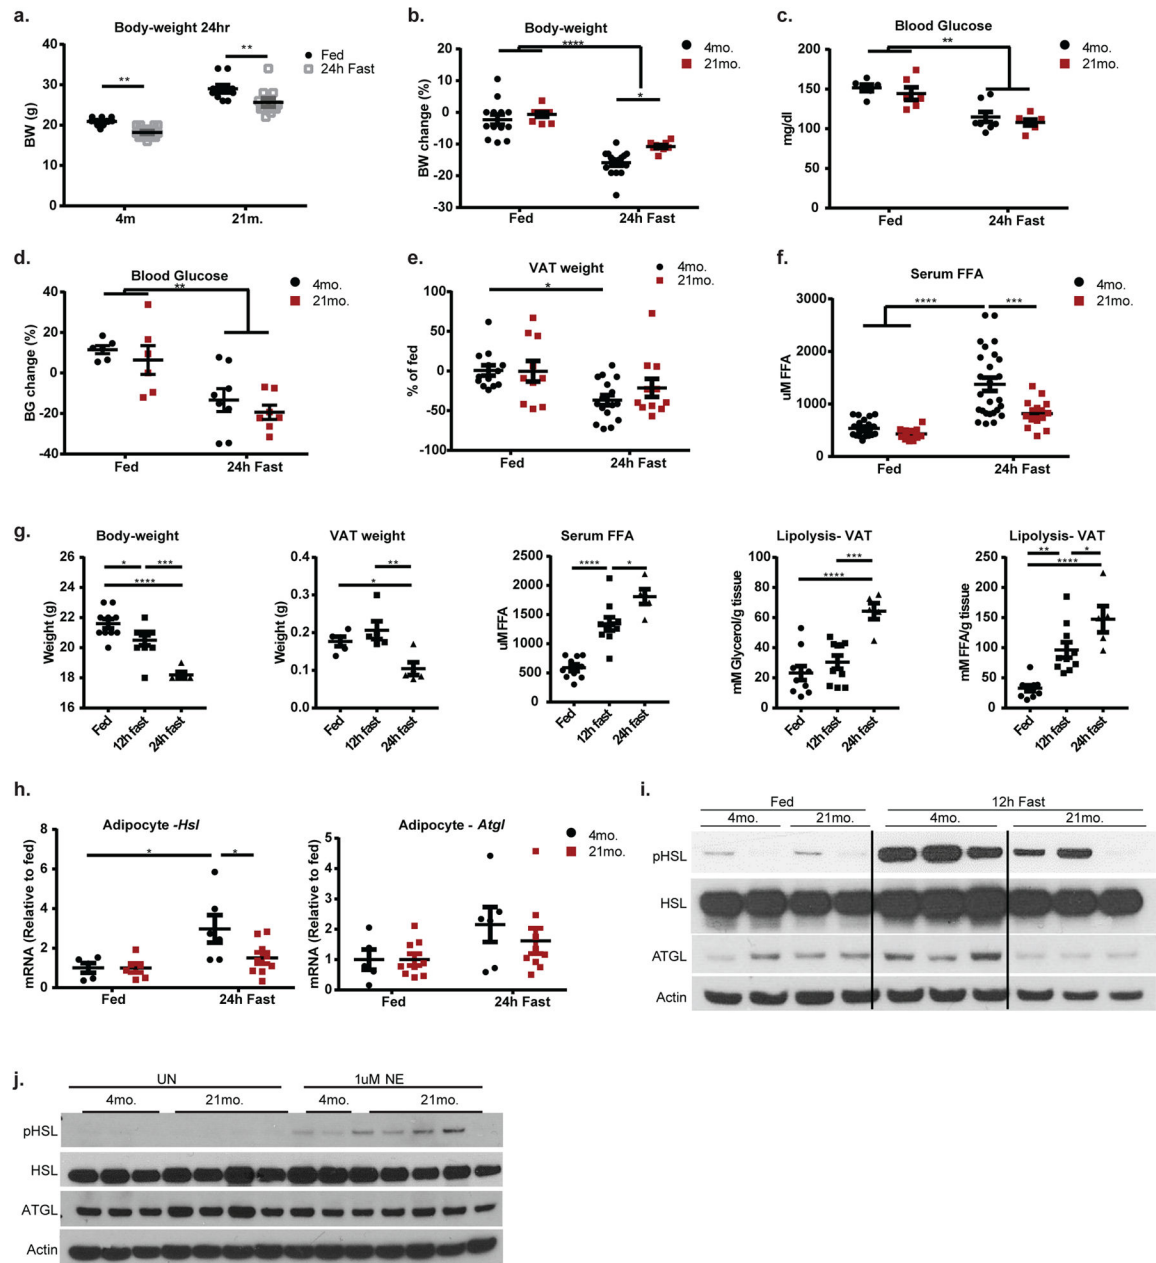 a.
Body-weight 24hr
**
**
Fed
24h Fast
BW (g)
40
30
20
10
0
4m
21m.
b.
Body-weight
****
*
4mo.
21mo.
BW change (%)
20
10
0
-10
-20
-30
Fed
24h Fast
c.
Blood Glucose
**
4mo.
21mo.
mg/dl
200
150
100
50
0
Fed
24h Fast
d.
Blood Glucose
**
4mo.
21mo.
BG change (%)
40
20
0
-20
-40
Fed
24h Fast
e.
VAT weight
*
4mo.
21mo.
% of fed
100
50
0
-50
-100
Fed
24h Fast
f.
Serum FFA
****
***
4mo.
21mo.
uM FFA
3000
2000
1000
0
Fed
24h Fast
g.
Body-weight
* ***
****
Weight (g)
26
24
22
20
18
16
Fed
12h fast
24h fast
VAT weight
**
*
Weight (g)
0.4
0.3
0.2
0.1
0.0
Fed
12h fast
24h fast
Serum FFA
**** *
uM FFA
2500
2000
1500
1000
500
0
Fed
12h fast
24h fast
Lipolysis- VAT
***
****
mM Glycerol/g tissue
100
80
60
40
20
0
Fed
12h fast
24h fast
Lipolysis- VAT
** *
****
mM FFA/g tissue
250
200
150
100
50
0
Fed
12h fast
24h fast
h.
Adipocyte -Hsl
* *
mRNA (Relative to fed)
8
6
4
2
0
Fed
24h Fast
Adipocyte - Atgl
4mo.
21mo.
mRNA (Relative to fed)
5
4
3
2
1
0
Fed
24h Fast
i.
Fed 12h Fast
4mo. 21mo. 4mo. 21mo.
pHSL
HSL
ATGL
Actin
j.
UN 1uM NE
4mo. 21mo. 4mo. 21mo.
pHSL
HSL
ATGL
Actin